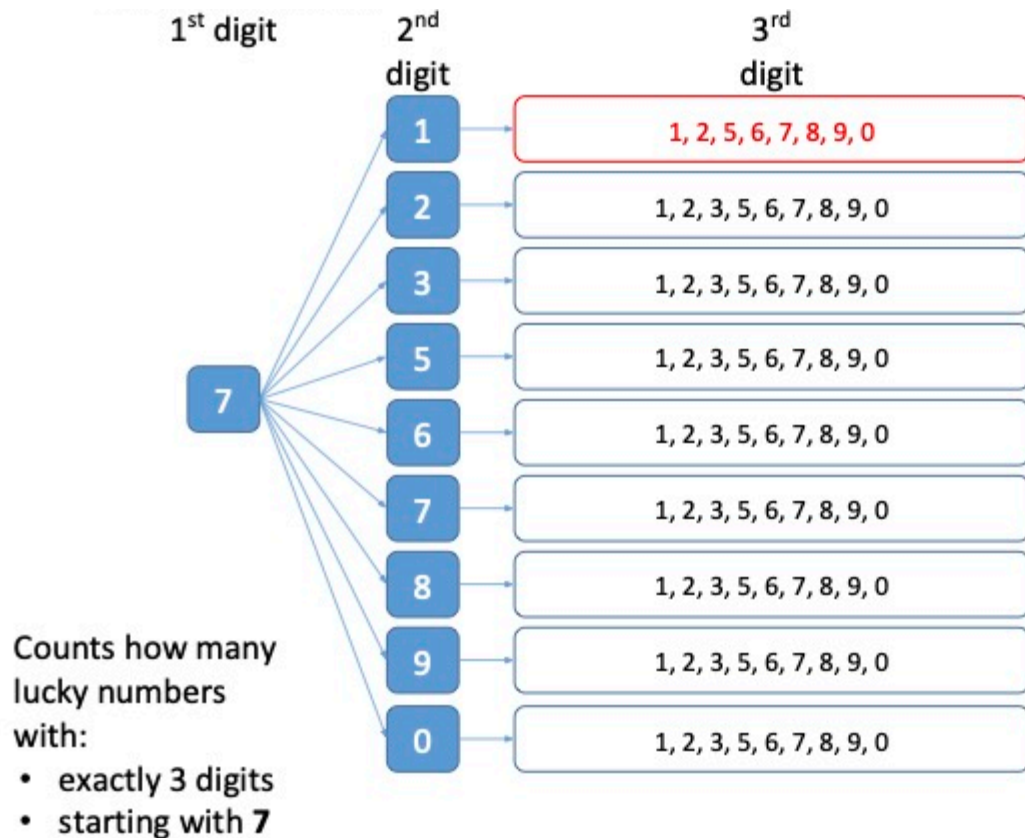 1st digit
2nd
digit
3rd
digit
1
1, 2, 5, 6, 7, 8, 9, 0
2
1, 2, 3, 5, 6, 7, 8, 9, 0
3
1, 2, 3, 5, 6, 7, 8, 9, 0
5
1, 2, 3, 5, 6, 7, 8, 9, 0
7
6
1, 2, 3, 5, 6, 7, 8, 9, 0
7
1, 2, 3, 5, 6, 7, 8, 9, 0
8
1, 2, 3, 5, 6, 7, 8, 9, 0
9
1, 2, 3, 5, 6, 7, 8, 9, 0
0
1, 2, 3, 5, 6, 7, 8, 9, 0
Counts how many
lucky numbers
with:
• exactly 3 digits
• starting with 7